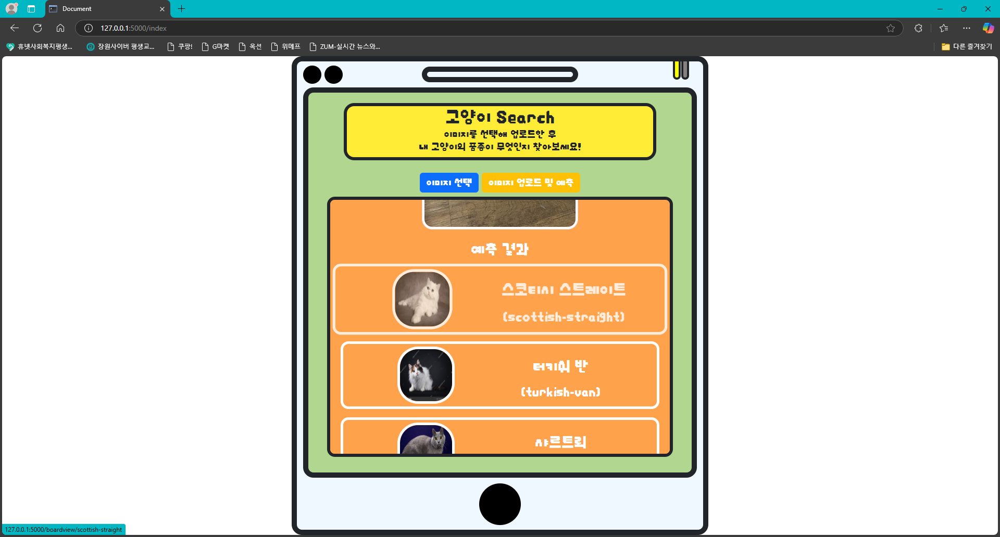 Document
127.0.0.1:5000/index
휴넷사회복지평생...
장원사이버 평생교...
쿠팡!
G마켓
옥션
위메프
ZUM-실시간 뉴스와...
다른 즐겨찾기
고양이 Search
이미지를 선택해 업로드한 후
내 고양이의 품종이 무엇인지 찾아보세요!
이미지 선택
이미지 업로드 및 예측
예측 결과
스코티시 스트레이트
(scottish-straight)
터키쉬 반
(turkish-van)
샤르트뢰
127.0.0.1:5000/boardview/scottish-straight